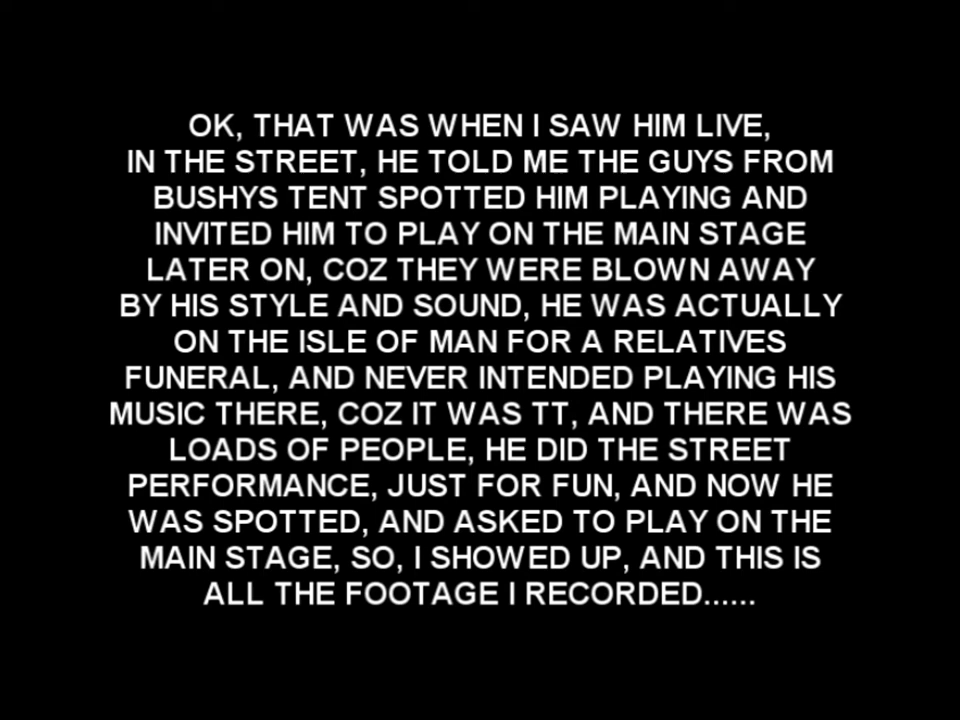 OK, THAT WAS WHEN I SAW HIM LIVE,
IN THE STREET, HE TOLD ME THE GUYS FROM
BUSHYS TENT SPOTTED HIM PLAYING AND
INVITED HIM TO PLAY ON THE MAIN STAGE
LATER ON, COZ THEY WERE BLOWN AWAY
BY HIS STYLE AND SOUND, HE WAS ACTUALLY
ON THE ISLE OF MAN FOR A RELATIVES
FUNERAL, AND NEVER INTENDED PLAYING HIS
MUSIC THERE, COZ IT WAS TT, AND THERE WAS
LOADS OF PEOPLE, HE DID THE STREET
PERFORMANCE, JUST FOR FUN, AND NOW HE
WAS SPOTTED, AND ASKED TO PLAY ON THE
MAIN STAGE, SO, I SHOWED UP, AND THIS IS
ALL THE FOOTAGE I RECORDED......